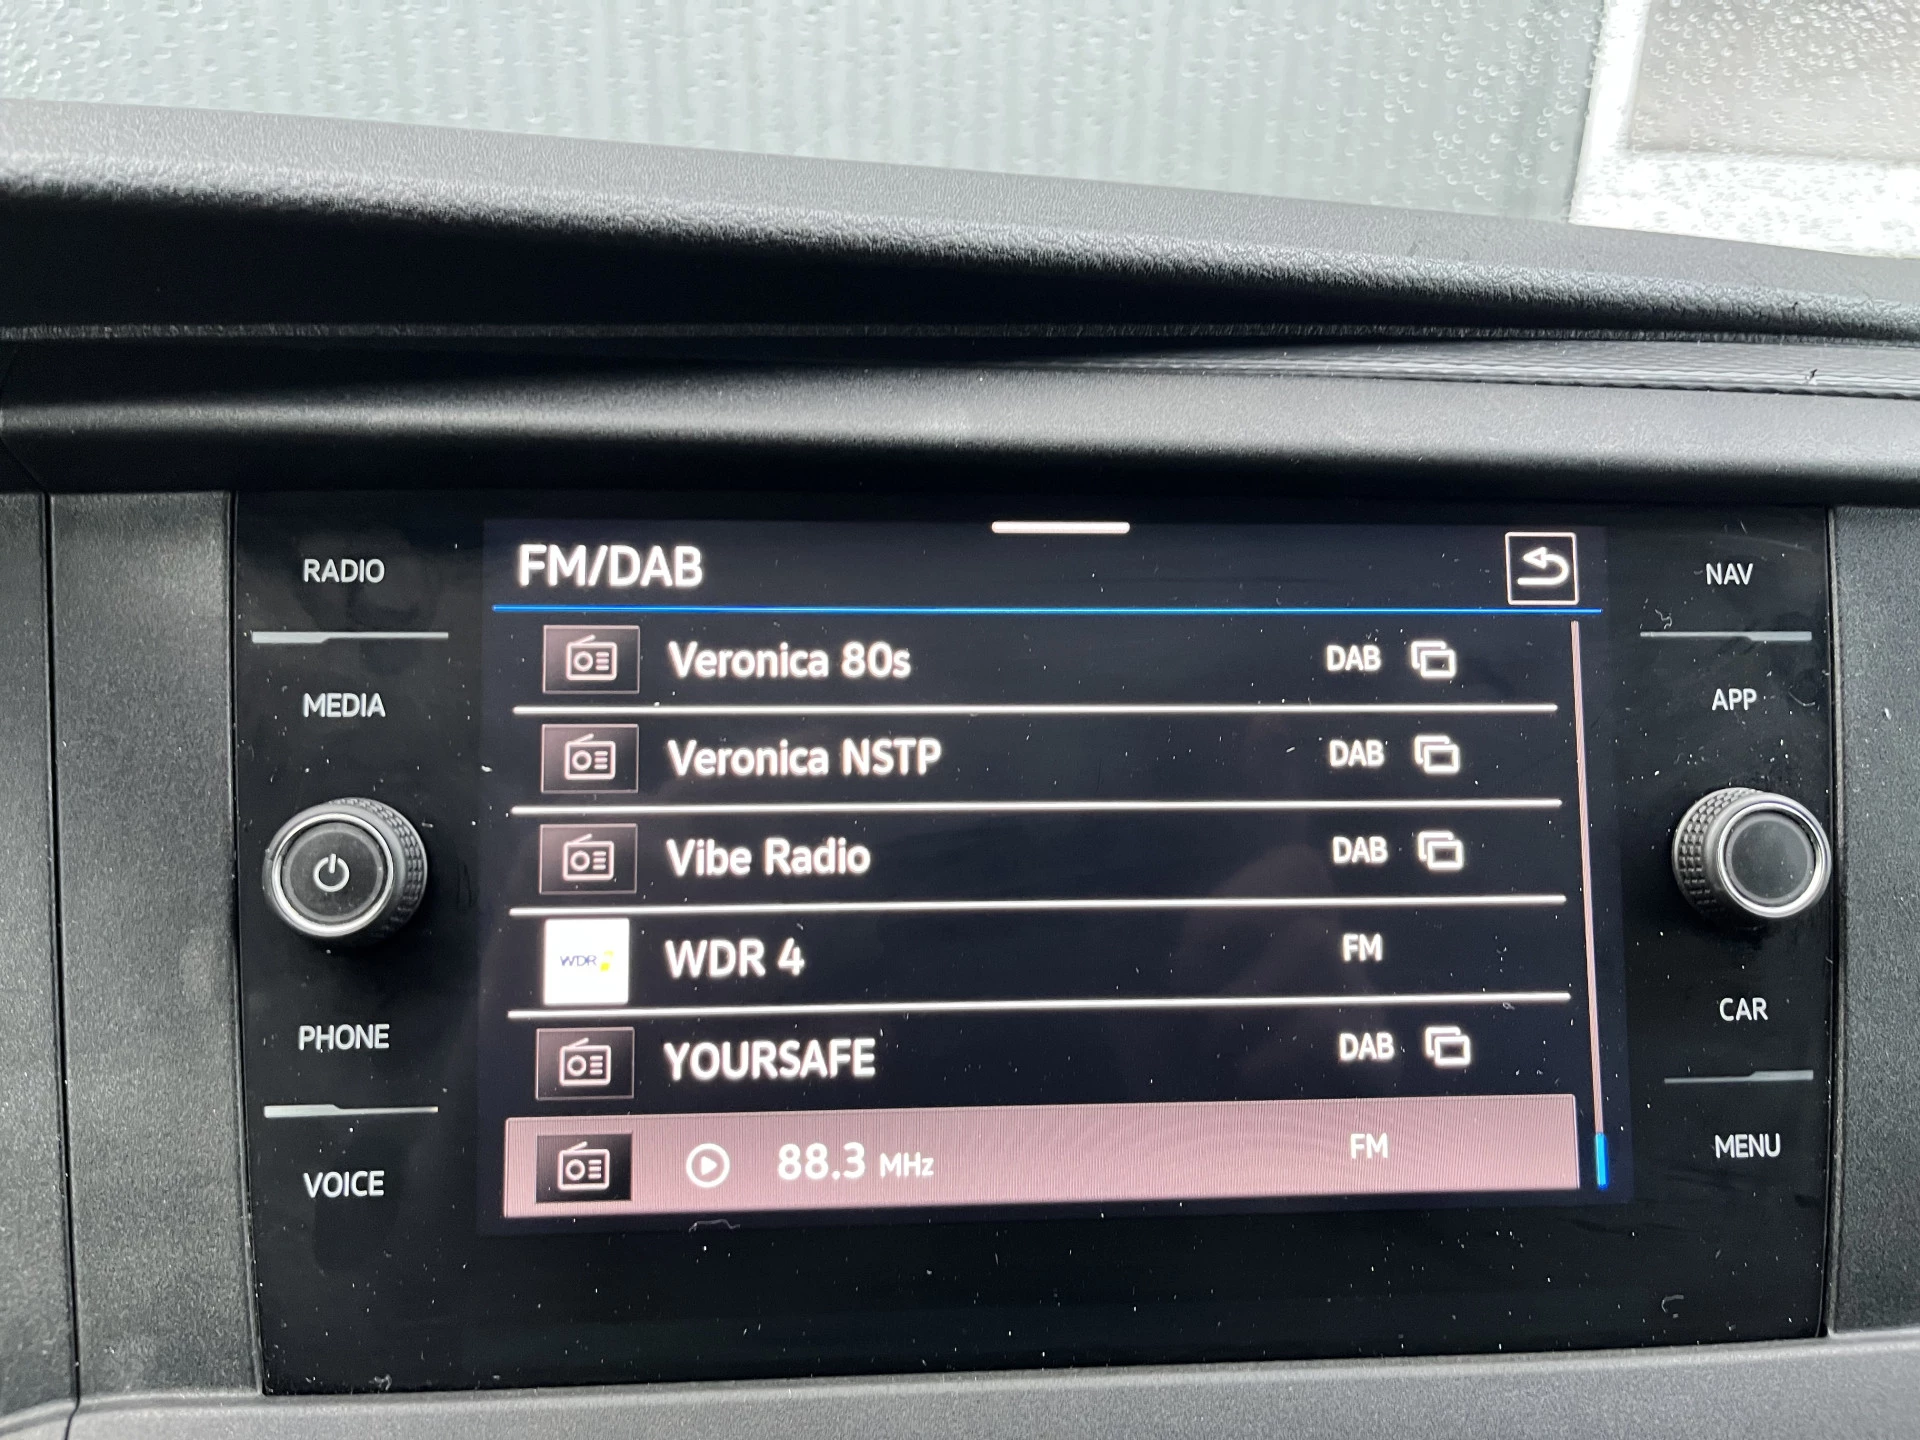 RADIO
MEDIA
PHONE
VOICE
FM/DAB
Veronica 80s DAB
Veronica NSTP DAB
Vibe Radio DAB
WDR
WDR 4 FM
YOURSAFE DAB
88.3 MHz FM
NAV
APP
CAR
MENU